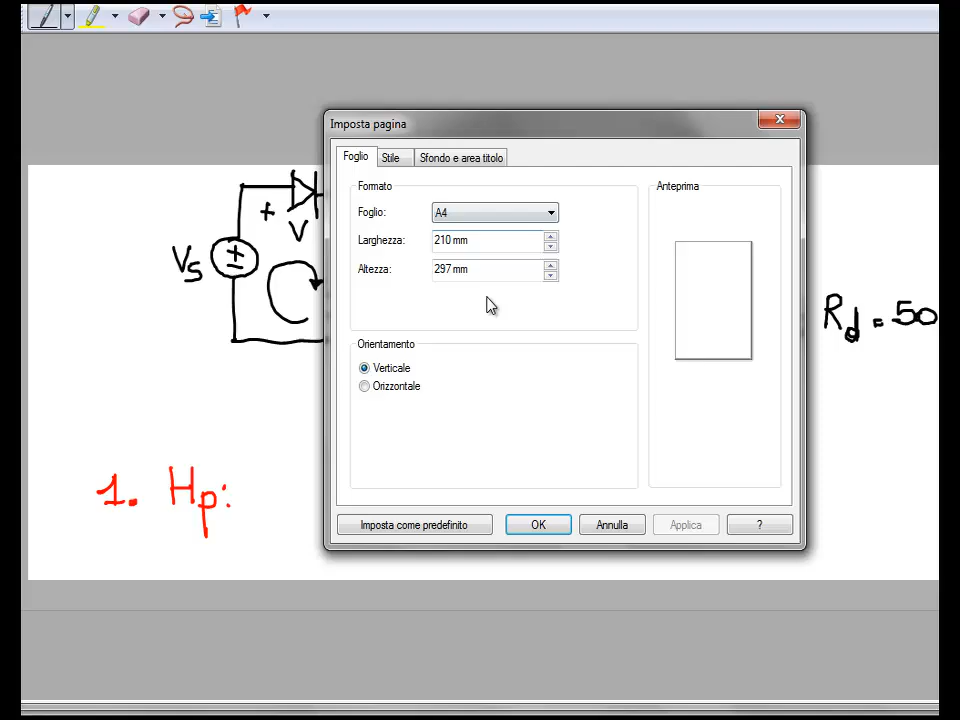 Imposta pagina
Foglio
Stile
Sfondo e area titolo
Formato
Foglio:
A4
Larghezza:
210 mm
Altezza:
297 mm
Anteprima
Orientamento
Verticale
Orizzontale
Imposta come predefinito
OK
Annulla
Applica
?
+
V
Vs
±
Rd = 50
1. Hp: